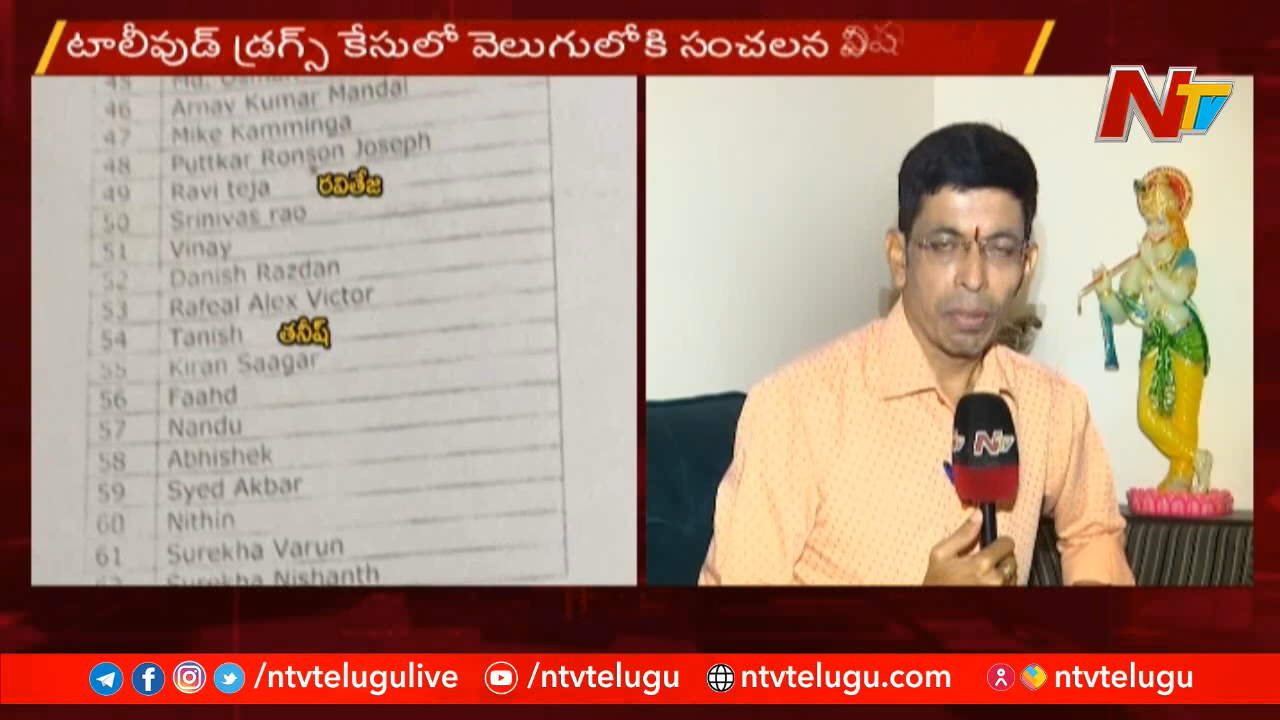 టాలీవుడ్ డ్రగ్స్ కేసులో వెలుగులోకి సంచలన విష
NTV
45 Md.
46 Arnav Kumar Mandal
47 Mike Kamminga
48 Puttkar Ronson Joseph
49 Ravi teja రవితేజ
50 Srinivas rao
51 Vinay
52 Danish Razdan
53 Rafeal Alex Victor
54 Tanish తనీష్
55 Kiran Saagar
56 Faahd
57 Nandu
58 Abhishek
59 Syed Akbar
60 Nithin
61 Surekha Varun
Surekha Nishanth
NTV
/ntvtelugulive /ntvtelugu ntvtelugu.com ntvtelugu